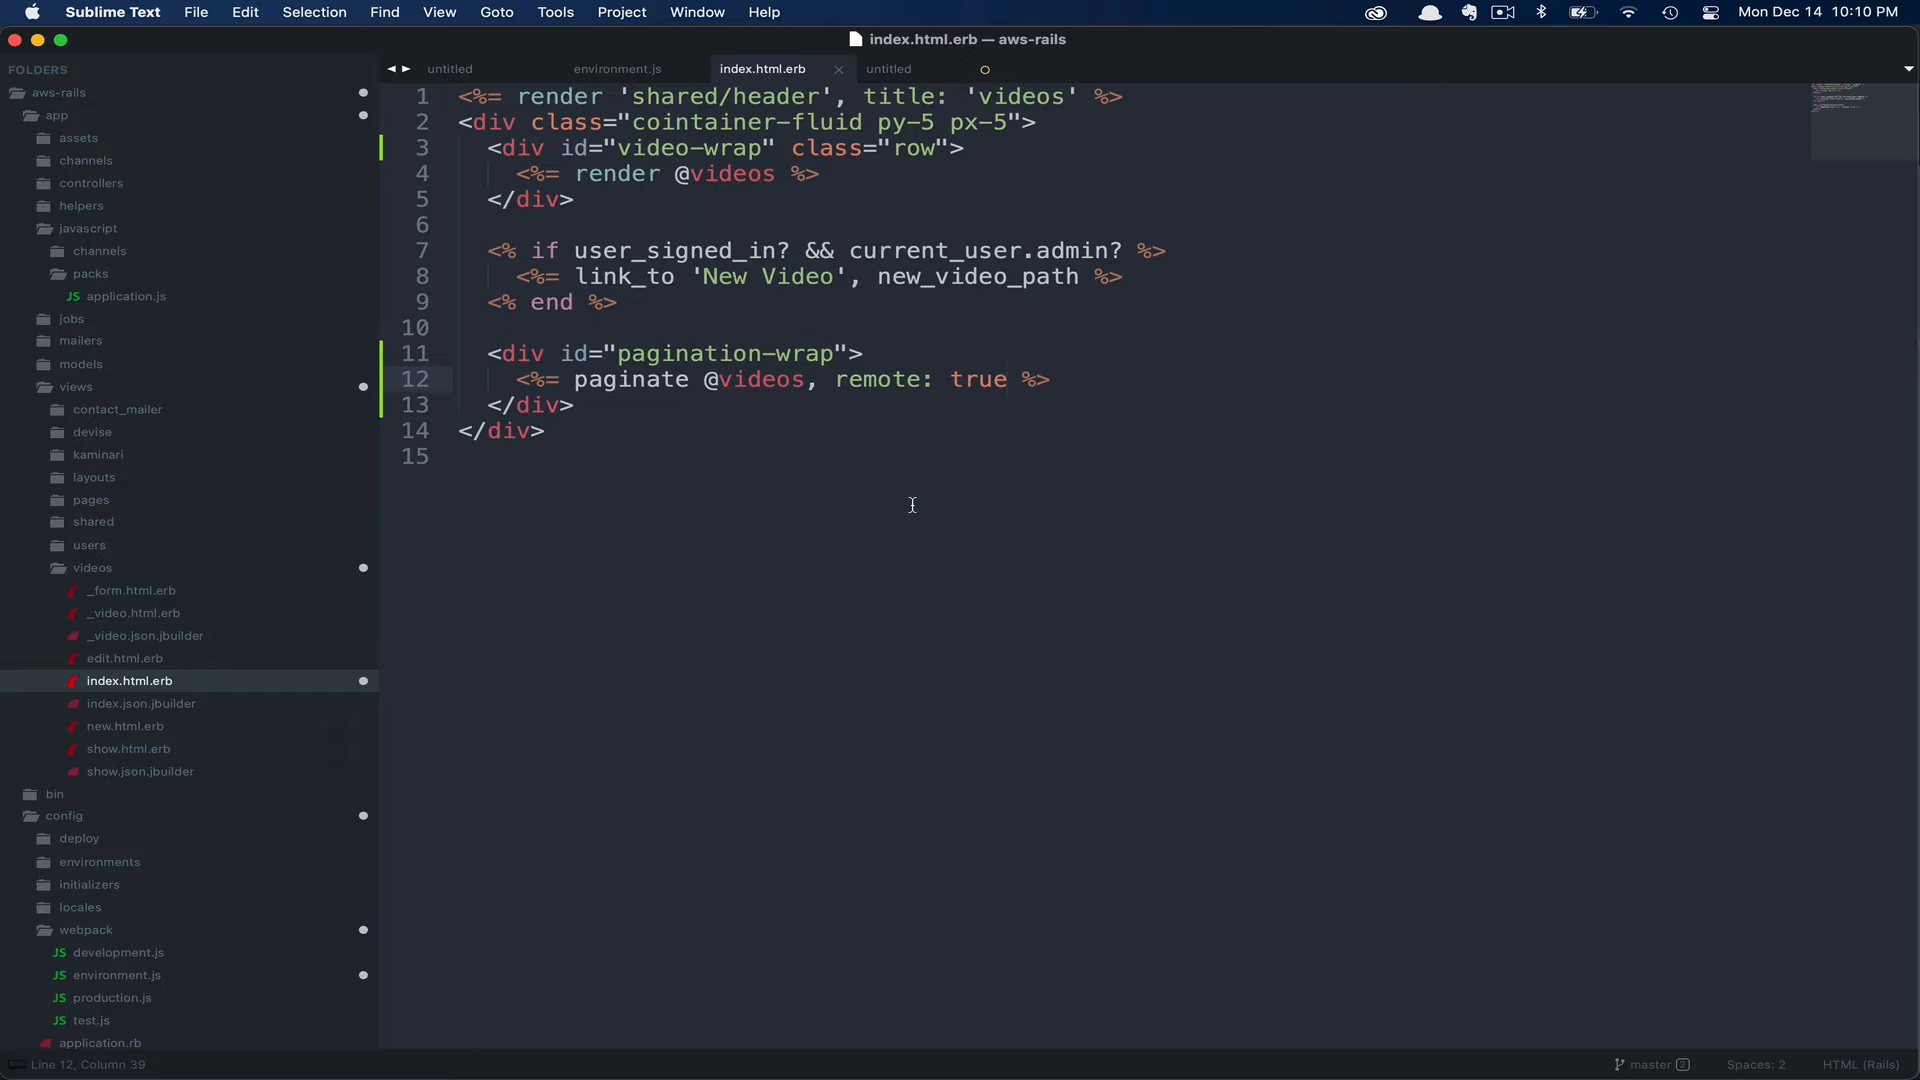 Sublime Text File Edit Selection Find View Goto Tools Project Window Help Mon Dec 14 10:10 PM
index.html.erb — aws-rails
FOLDERS
aws-rails
app
assets
channels
controllers
helpers
javascript
channels
packs
JS application.js
jobs
mailers
models
views
contact_mailer
devise
kaminari
layouts
pages
shared
users
videos
_form.html.erb
_video.html.erb
_video.json.jbuilder
edit.html.erb
index.html.erb
index.json.jbuilder
new.html.erb
show.html.erb
show.json.jbuilder
bin
config
deploy
environments
initializers
locales
webpack
JS development.js
JS environment.js
JS production.js
JS test.js
application.rb
untitled environment.js index.html.erb untitled
1 <%= render 'shared/header', title: 'videos' %>
2 <div class="cointainer-fluid py-5 px-5">
3 <div id="video-wrap" class="row">
4 <%= render @videos %>
5 </div>
6
7 <% if user_signed_in? && current_user.admin? %>
8 <%= link_to 'New Video', new_video_path %>
9 <% end %>
10
11 <div id="pagination-wrap">
12 <%= paginate @videos, remote: true %>
13 </div>
14 </div>
15
Line 12, Column 39 master 2 Spaces: 2 HTML (Rails)